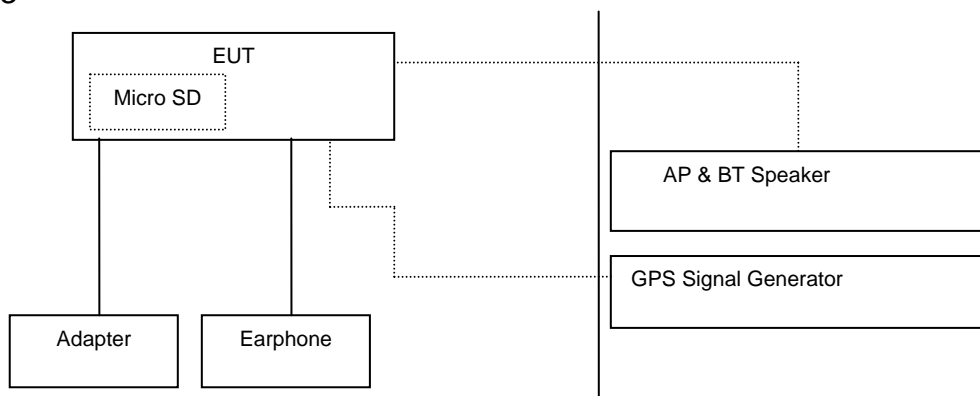 EUT
Micro SD
AP & BT Speaker
GPS Signal Generator
Adapter
Earphone